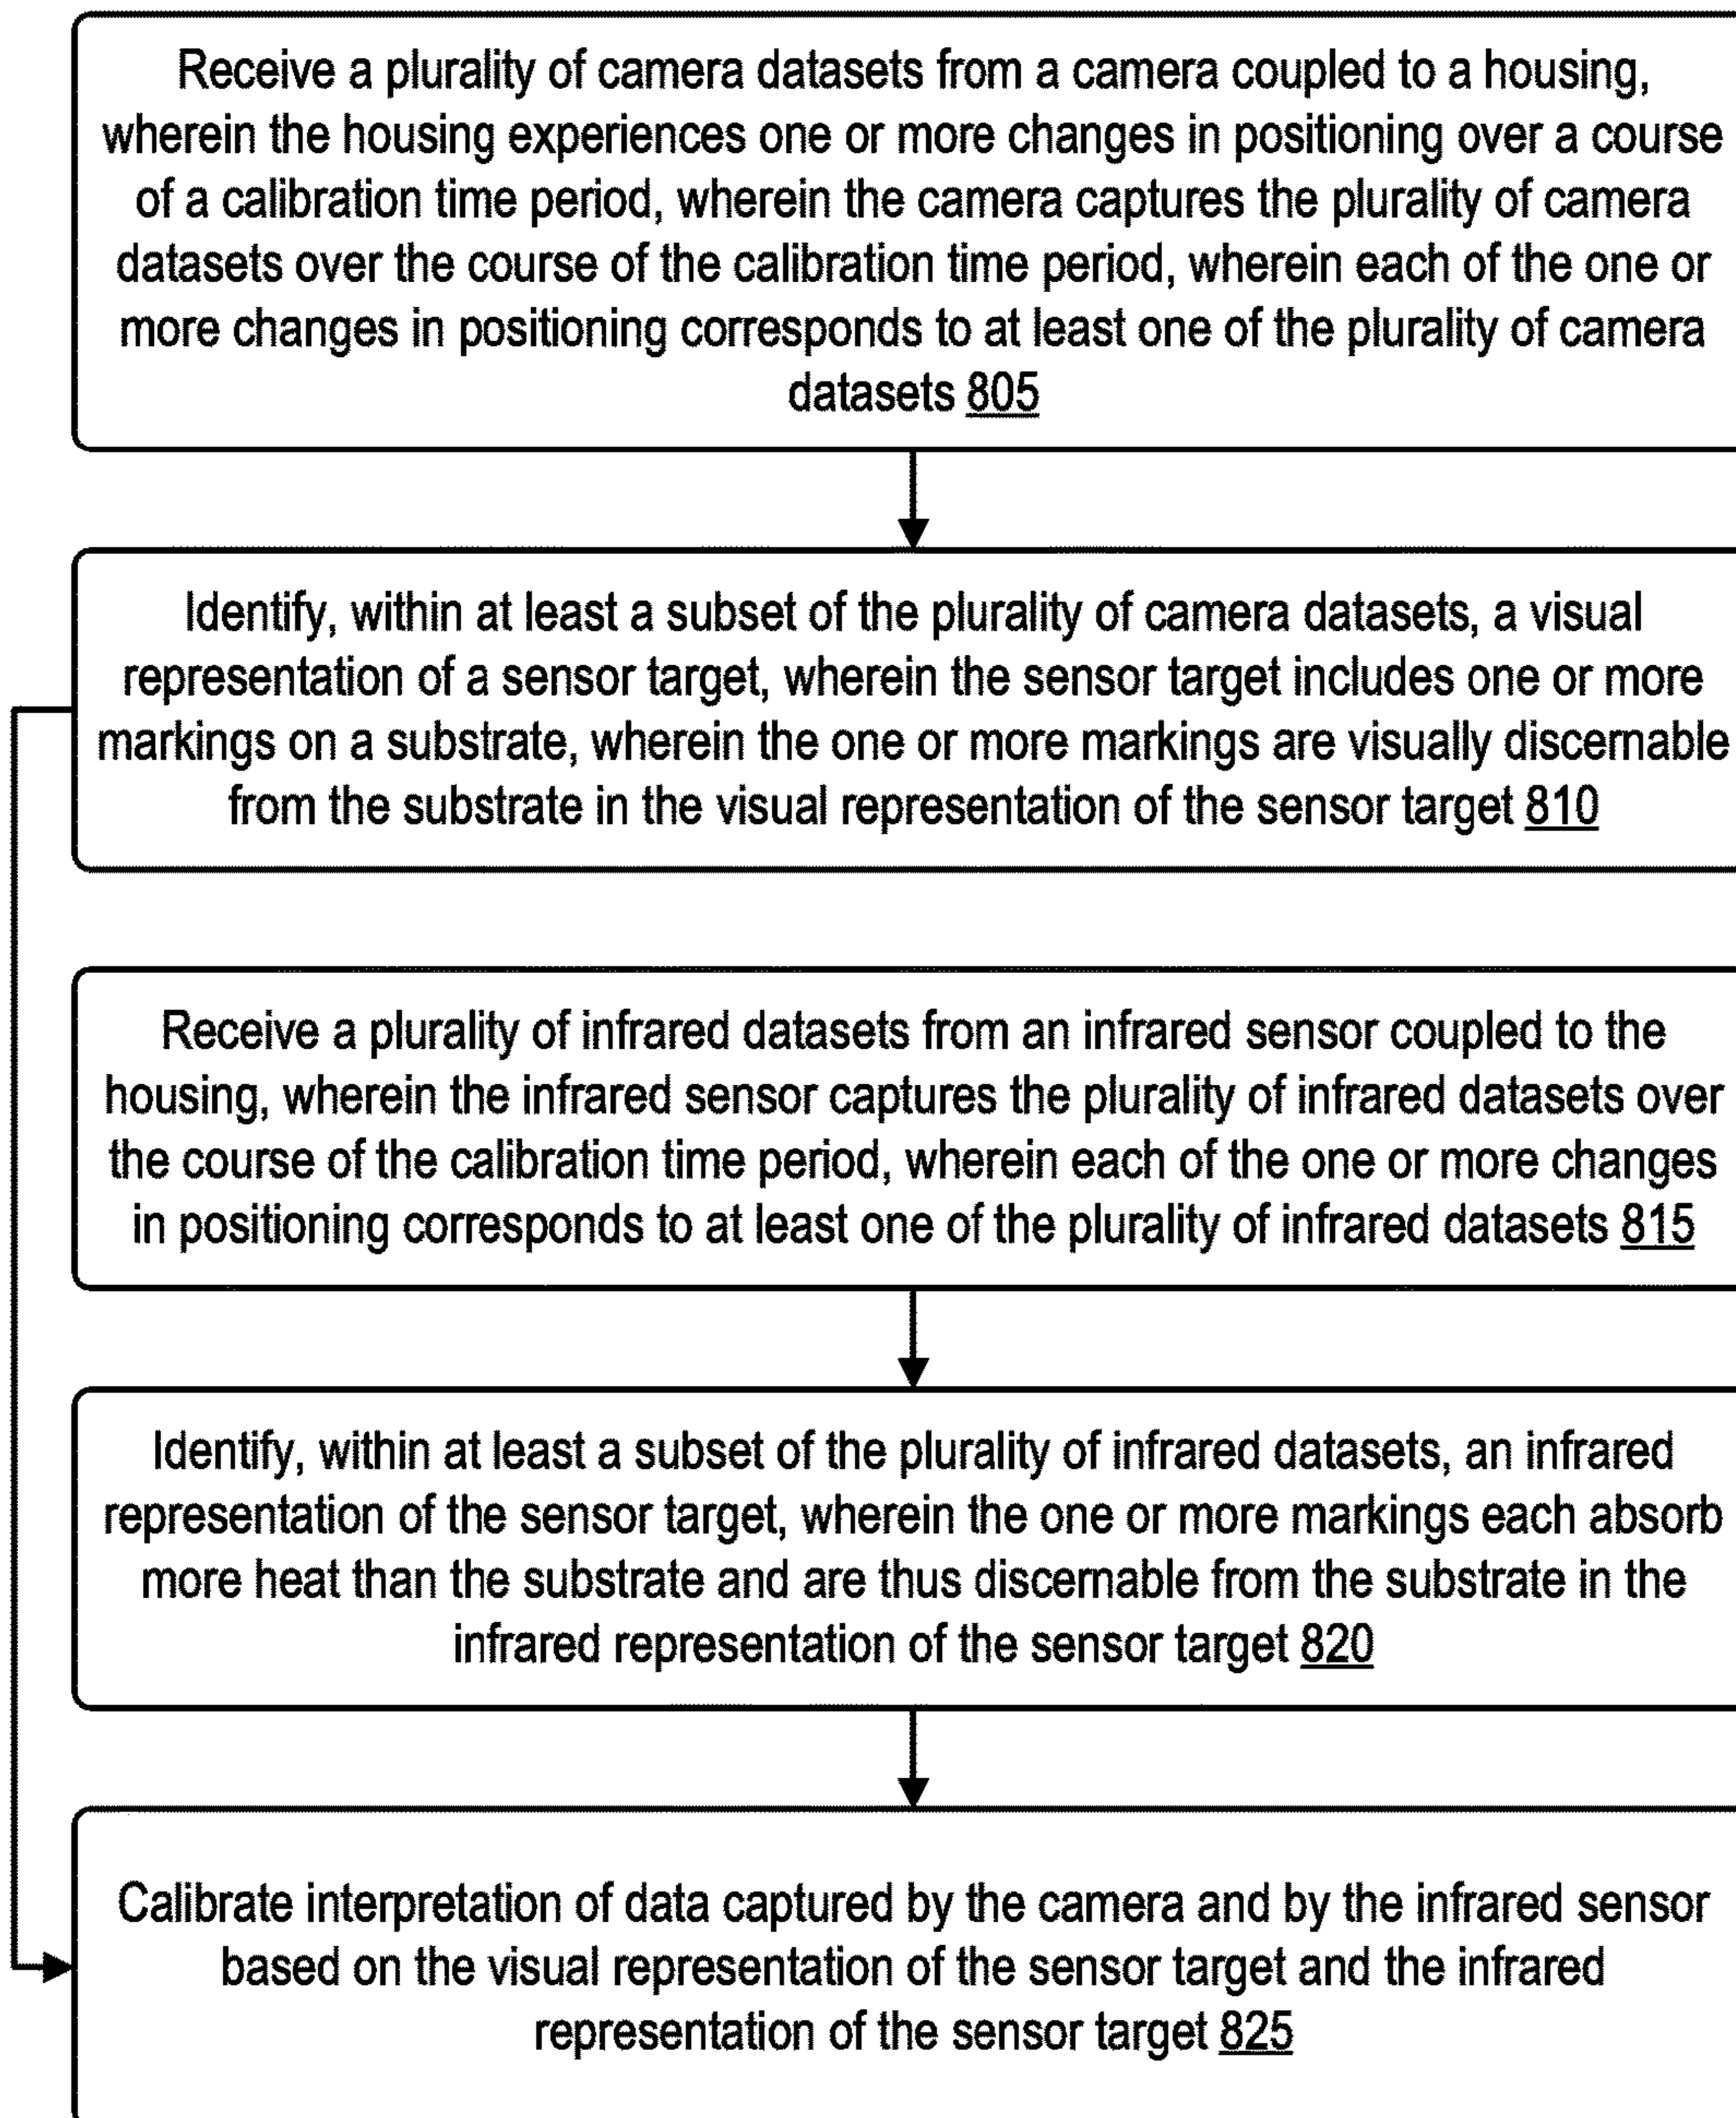 Receive a plurality of camera datasets from a camera coupled to a housing,
wherein the housing experiences one or more changes in positioning over a course
of a calibration time period, wherein the camera captures the plurality of camera
datasets over the course of the calibration time period, wherein each of the one or
more changes in positioning corresponds to at least one of the plurality of camera
datasets 805
Identify, within at least a subset of the plurality of camera datasets, a visual
representation of a sensor target, wherein the sensor target includes one or more
markings on a substrate, wherein the one or more markings are visually discernable
from the substrate in the visual representation of the sensor target 810
Receive a plurality of infrared datasets from an infrared sensor coupled to the
housing, wherein the infrared sensor captures the plurality of infrared datasets over
the course of the calibration time period, wherein each of the one or more changes
in positioning corresponds to at least one of the plurality of infrared datasets 815
Identify, within at least a subset of the plurality of infrared datasets, an infrared
representation of the sensor target, wherein the one or more markings each absorb
more heat than the substrate and are thus discernable from the substrate in the
infrared representation of the sensor target 820
Calibrate interpretation of data captured by the camera and by the infrared sensor
based on the visual representation of the sensor target and the infrared
representation of the sensor target 825